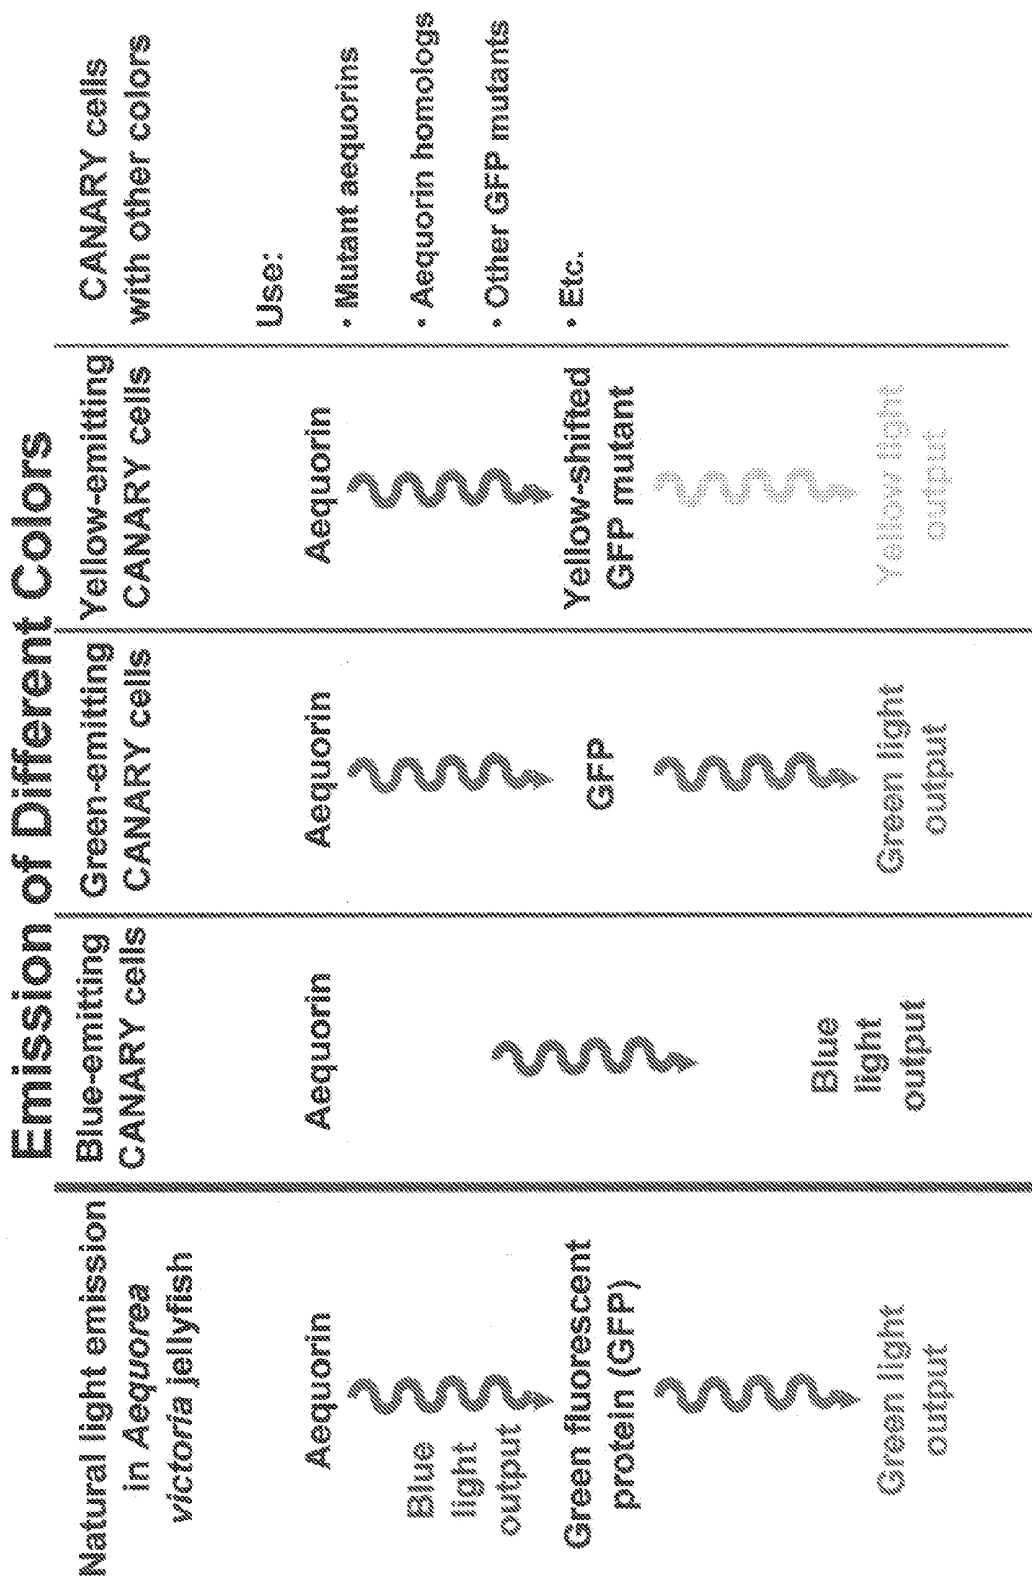 Emission of Different Colors
Natural light emission
in Aequorea
victoria jellyfish
Aequorin
Blue
light
output
Green fluorescent
protein (GFP)
Green light
output
Blue-emitting
CANARY cells
Aequorin
Blue
light
output
Green-emitting
CANARY cells
Aequorin
GFP
Green light
output
Yellow-emitting
CANARY cells
Aequorin
Yellow-shifted
GFP mutant
Yellow light
output
CANARY cells
with other colors
Use:
• Mutant aequorins
• Aequorin homologs
• Other GFP mutants
• Etc.